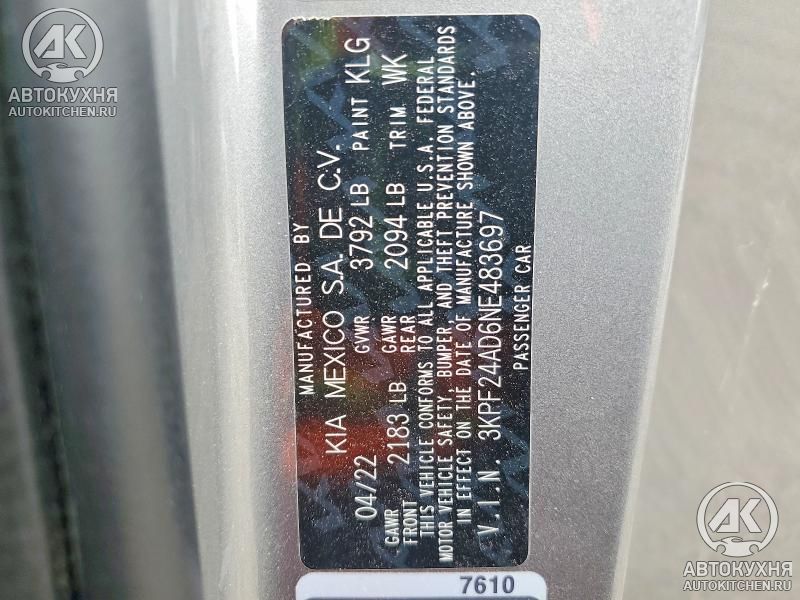 AK
АВТОКУХНЯ
AUTOKITCHEN.RU
MANUFACTURED BY
KIA MEXICO S.A. DE C.V.
04/22 GVWR 3792 LB PAINT KLG
GAWR FRONT 2183 LB GAWR REAR 2094 LB TRIM WK
THIS VEHICLE CONFORMS TO ALL APPLICABLE U.S.A. FEDERAL
MOTOR VEHICLE SAFETY, BUMPER, AND THEFT PREVENTION STANDARDS
IN EFFECT ON THE DATE OF MANUFACTURE SHOWN ABOVE.
V.I.N. 3KPF24AD6NE483697
PASSENGER CAR
7610
AK
АВТОКУХНЯ
AUTOKITCHEN.RU